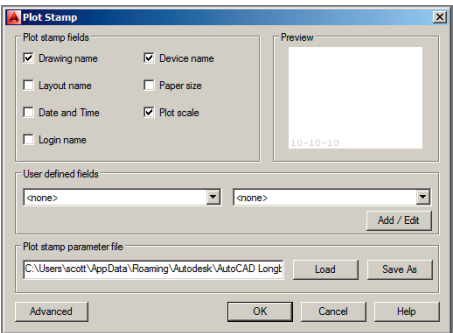 Plot Stamp
Plot stamp fields
Preview
Drawing name
Device name
Layout name
Paper size
Date and Time
Plot scale
Login name
10-10-10
User defined fields
<none>
<none>
Add / Edit
Plot stamp parameter file
C:\Users\scott\AppData\Roaming\Autodesk\AutoCAD Longb
Load
Save As
Advanced
OK
Cancel
Help